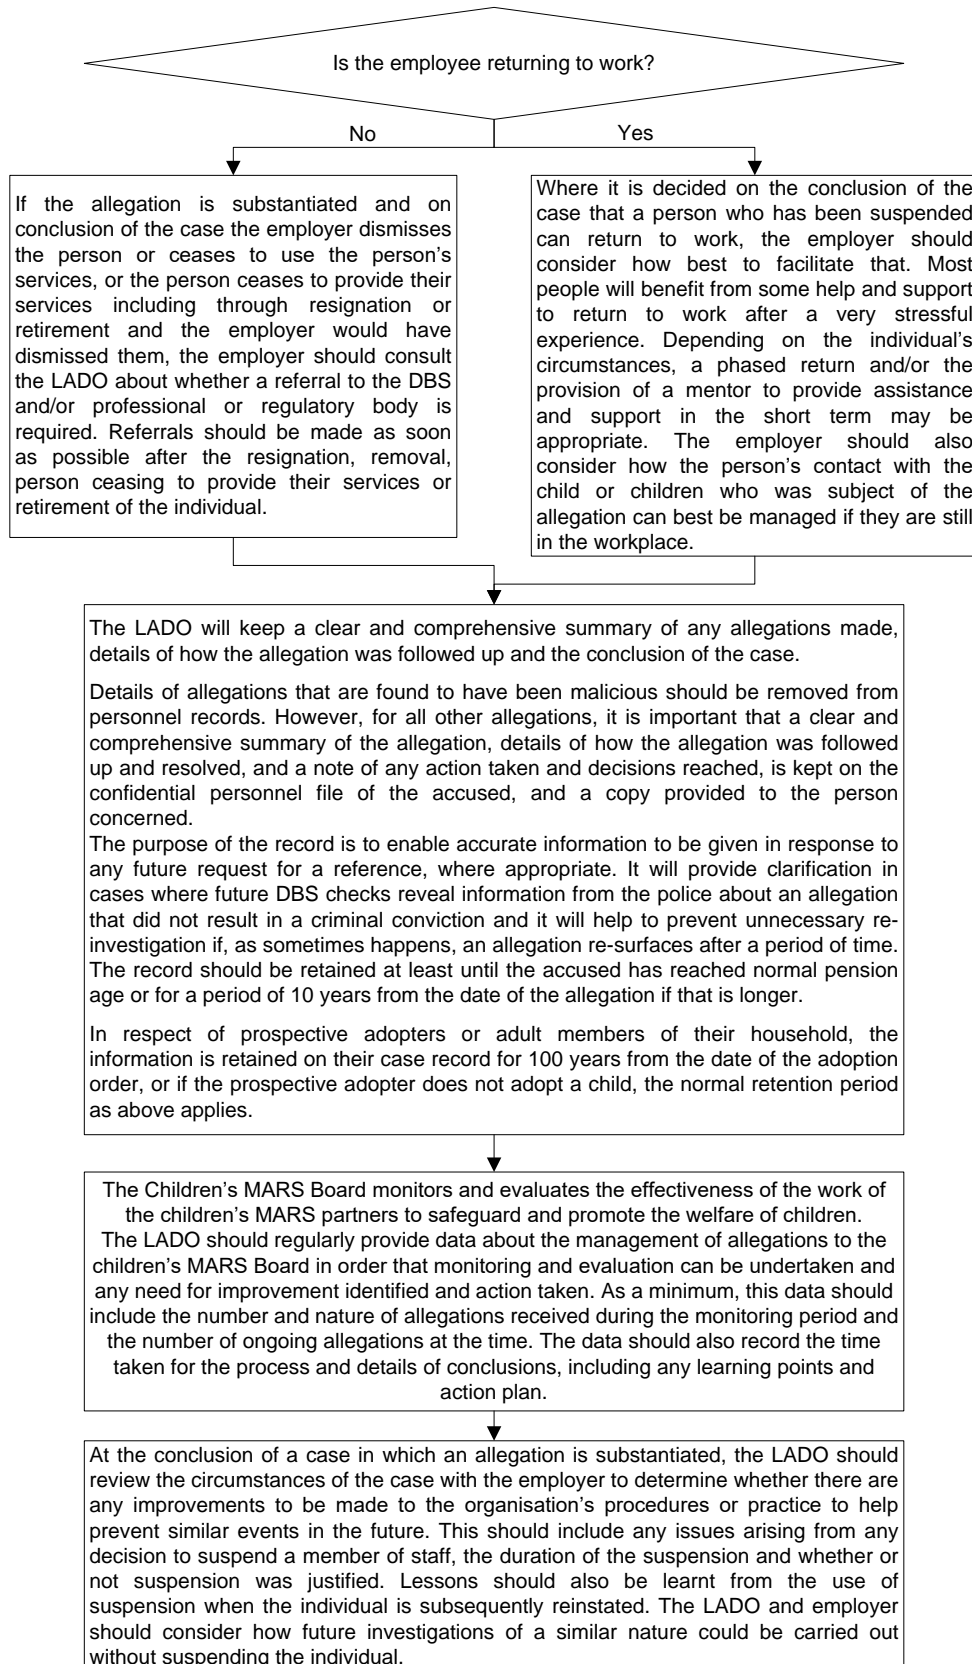 Is the employee returning to work?
No
Yes
If the allegation is substantiated and on
conclusion of the case the employer dismisses
the person or ceases to use the person’s
services, or the person ceases to provide their
services including through resignation or
retirement and the employer would have
dismissed them, the employer should consult
the LADO about whether a referral to the DBS
and/or professional or regulatory body is
required. Referrals should be made as soon
as possible after the resignation, removal,
person ceasing to provide their services or
retirement of the individual.
Where it is decided on the conclusion of the
case that a person who has been suspended
can return to work, the employer should
consider how best to facilitate that. Most
people will benefit from some help and support
to return to work after a very stressful
experience. Depending on the individual’s
circumstances, a phased return and/or the
provision of a mentor to provide assistance
and support in the short term may be
appropriate. The employer should also
consider how the person’s contact with the
child or children who was subject of the
allegation can best be managed if they are still
in the workplace.
The LADO will keep a clear and comprehensive summary of any allegations made,
details of how the allegation was followed up and the conclusion of the case.
Details of allegations that are found to have been malicious should be removed from
personnel records. However, for all other allegations, it is important that a clear and
comprehensive summary of the allegation, details of how the allegation was followed
up and resolved, and a note of any action taken and decisions reached, is kept on the
confidential personnel file of the accused, and a copy provided to the person
concerned.
The purpose of the record is to enable accurate information to be given in response to
any future request for a reference, where appropriate. It will provide clarification in
cases where future DBS checks reveal information from the police about an allegation
that did not result in a criminal conviction and it will help to prevent unnecessary re-
investigation if, as sometimes happens, an allegation re-surfaces after a period of time.
The record should be retained at least until the accused has reached normal pension
age or for a period of 10 years from the date of the allegation if that is longer.
In respect of prospective adopters or adult members of their household, the
information is retained on their case record for 100 years from the date of the adoption
order, or if the prospective adopter does not adopt a child, the normal retention period
as above applies.
The Children’s MARS Board monitors and evaluates the effectiveness of the work of
the children’s MARS partners to safeguard and promote the welfare of children.
The LADO should regularly provide data about the management of allegations to the
children’s MARS Board in order that monitoring and evaluation can be undertaken and
any need for improvement identified and action taken. As a minimum, this data should
include the number and nature of allegations received during the monitoring period and
the number of ongoing allegations at the time. The data should also record the time
taken for the process and details of conclusions, including any learning points and
action plan.
At the conclusion of a case in which an allegation is substantiated, the LADO should
review the circumstances of the case with the employer to determine whether there are
any improvements to be made to the organisation’s procedures or practice to help
prevent similar events in the future. This should include any issues arising from any
decision to suspend a member of staff, the duration of the suspension and whether or
not suspension was justified. Lessons should also be learnt from the use of
suspension when the individual is subsequently reinstated. The LADO and employer
should consider how future investigations of a similar nature could be carried out
without suspending the individual.